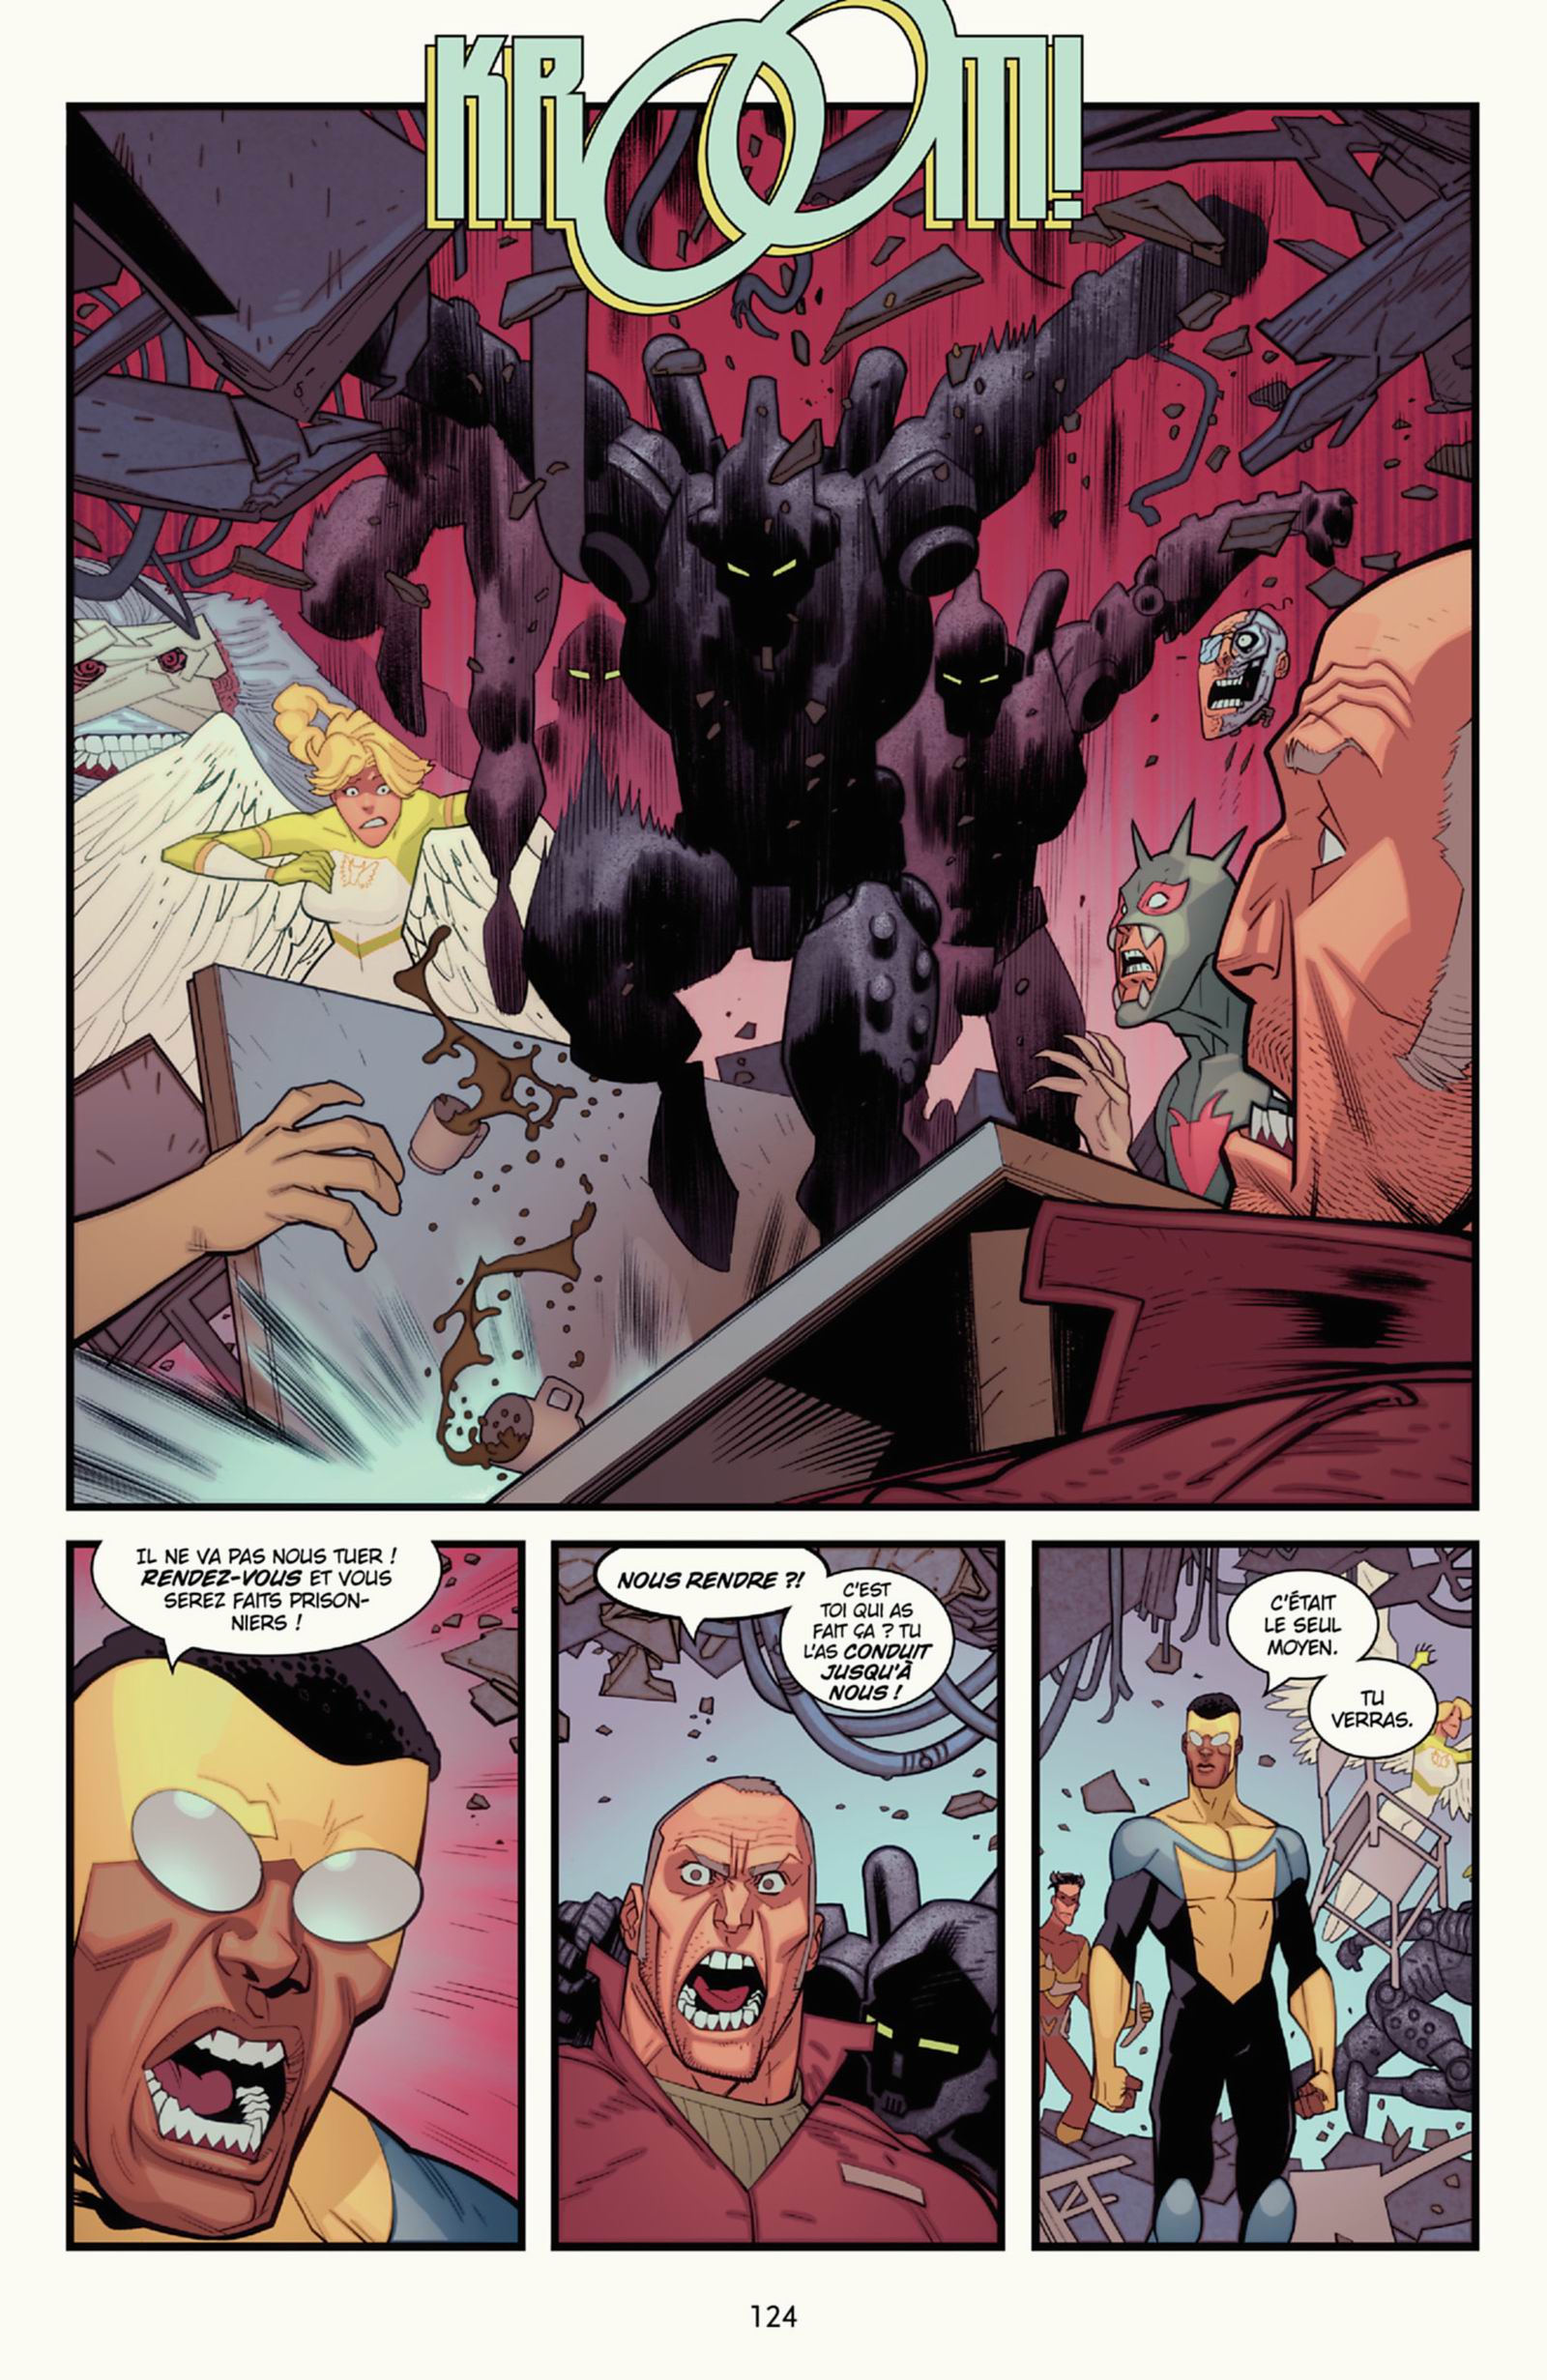 KROOM!
IL NE VA PAS NOUS TUER !
RENDEZ-VOUS ET VOUS
SEREZ FAITS PRISON-
NIERS !
NOUS RENDRE ?!
C'EST
TOI QUI AS
FAIT ÇA ? TU
L'AS CONDUIT
JUSQU'À
NOUS !
C'ÉTAIT
LE SEUL
MOYEN.
TU
VERRAS.
124